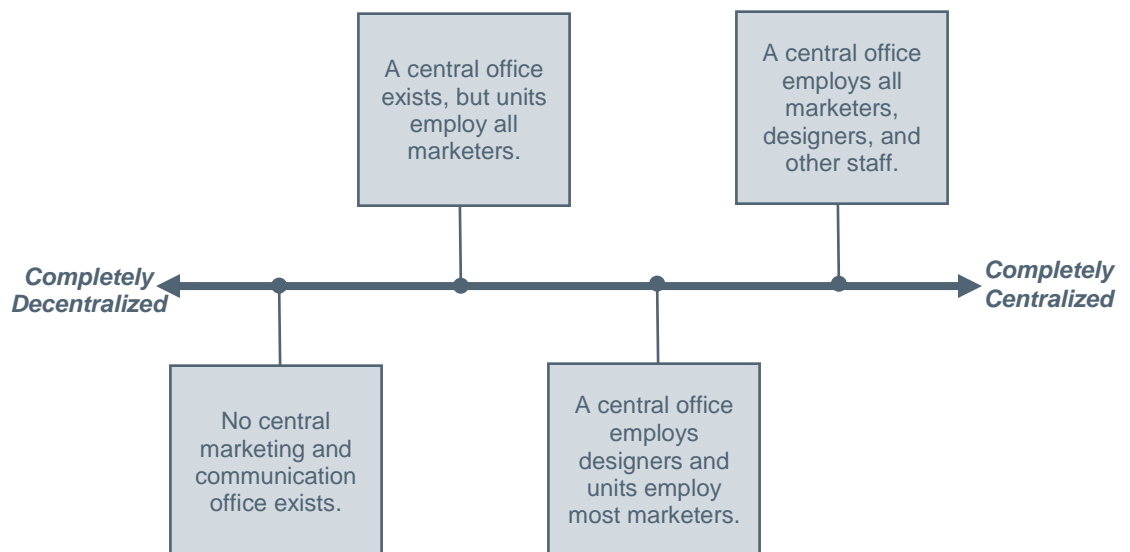 A central office
exists, but units
employ all
marketers.
A central office
employs all
marketers,
designers, and
other staff.
Completely
Decentralized
Completely
Centralized
No central
marketing and
communication
office exists.
A central office
employs
designers and
units employ
most marketers.